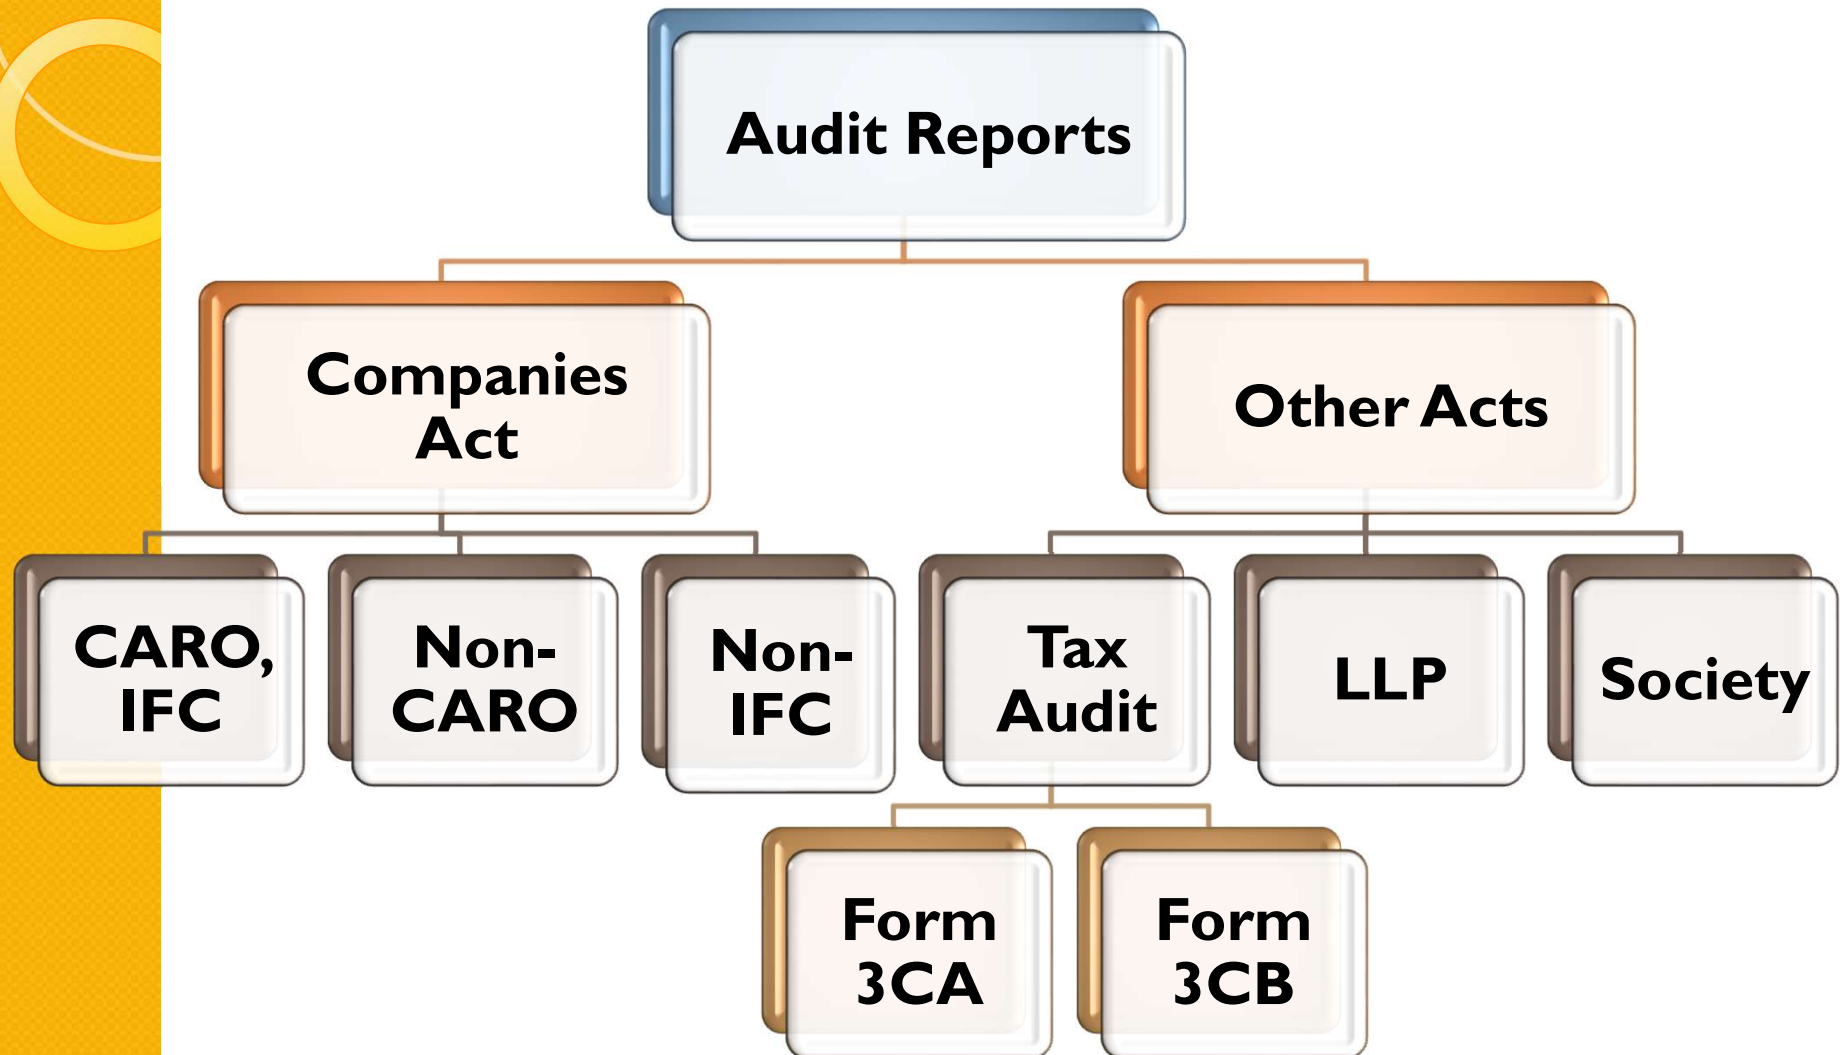 Audit Reports
Companies
Act
Other Acts
CARO,
IFC
Non-
CARO
Non-
IFC
Tax
Audit
LLP
Society
Form
3CA
Form
3CB